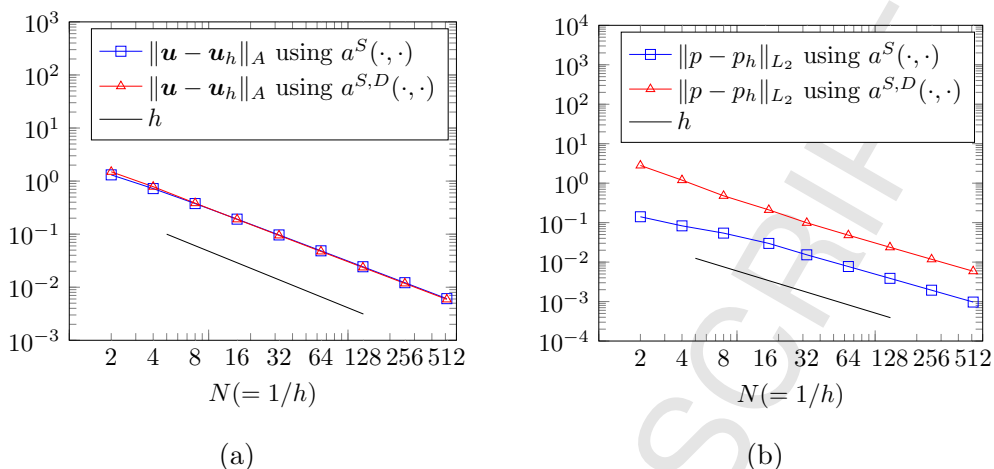 10^3
10^2
10^1
10^0
10^−1
10^−2
10^−3
‖u − u_h‖_A using a^S(·, ·)
‖u − u_h‖_A using a^{S,D}(·, ·)
h
2 4 8 16 32 64 128 256 512
N(= 1/h)
(a)
10^4
10^3
10^2
10^1
10^0
10^−1
10^−2
10^−3
10^−4
‖p − p_h‖_{L_2} using a^S(·, ·)
‖p − p_h‖_{L_2} using a^{S,D}(·, ·)
h
2 4 8 16 32 64 128 256 512
N(= 1/h)
(b)
SCRIP